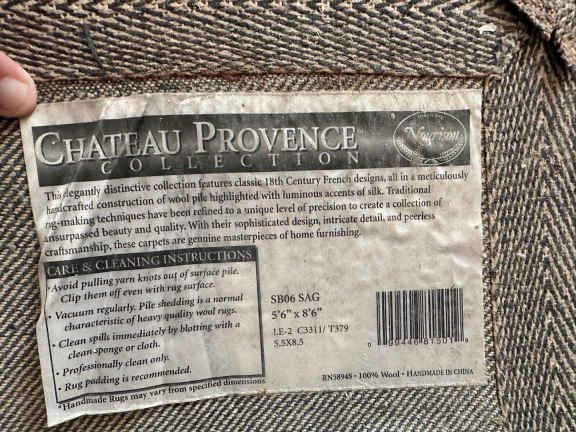 CHATEAU PROVENCE
COLLECTION
Nourison
This elegantly distinctive collection features classic 18th Century French designs, all in a meticulously
handcrafted construction of wool pile highlighted with luminous accents of silk. Traditional
rug-making techniques have been refined to a unique level of precision to create a collection of
unsurpassed beauty and quality. With their sophisticated design, intricate detail, and peerless
craftsmanship, these carpets are genuine masterpieces of home furnishing.
CARE & CLEANING INSTRUCTIONS
• Avoid pulling yarn knots out of surface pile.
Clip them off even with rug surface.
• Vacuum regularly. Pile shedding is a normal
characteristic of heavy quality wool rugs.
• Clean spills immediately by blotting with a
clean sponge or cloth.
• Professionally clean only.
• Rug padding is recommended.
*Handmade Rugs may vary from specified dimensions
SB06 SAG
5'6" x 8'6"
LE-2 C3311/ T379
5.5X8.5
RN58948 • 100% Wool • HANDMADE IN CHINA